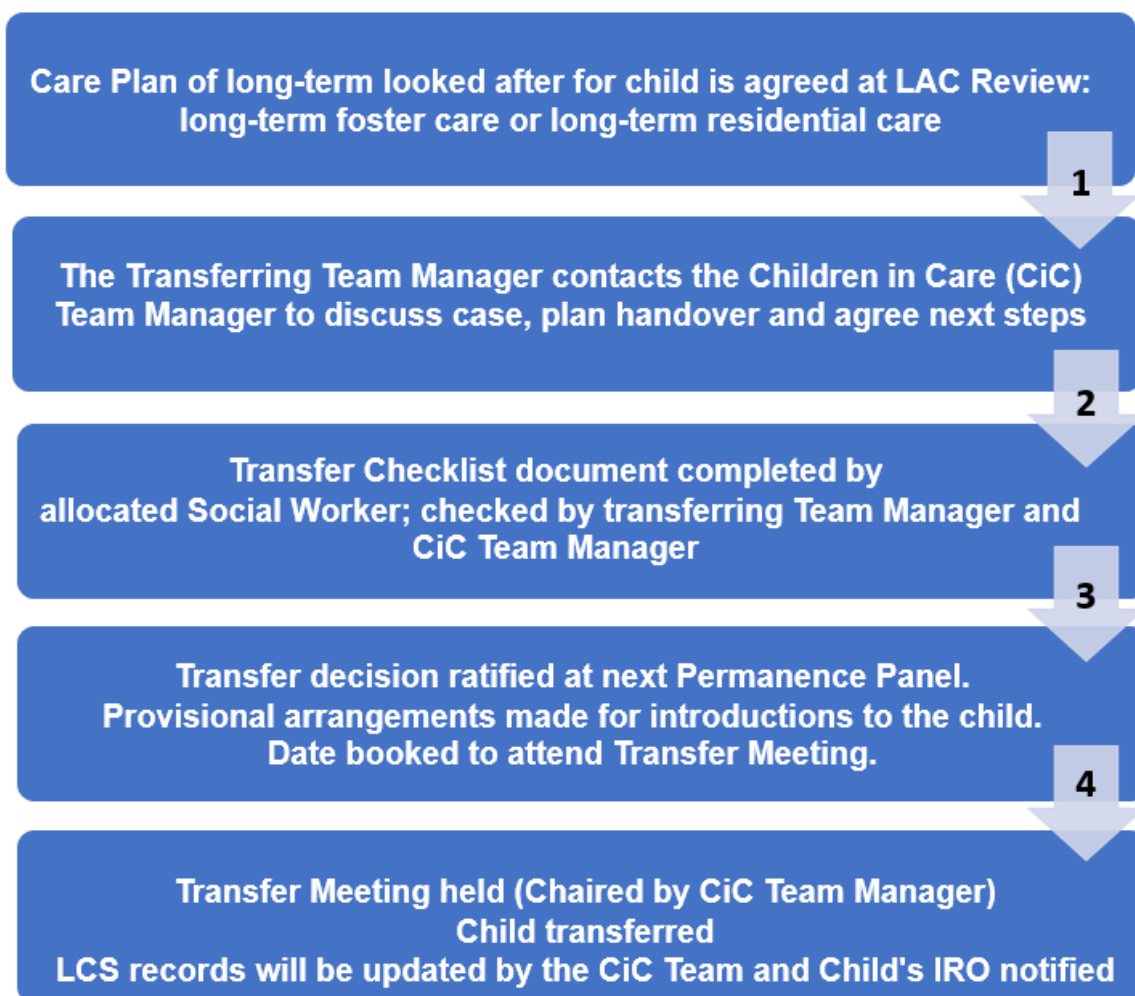 Care Plan of long-term looked after for child is agreed at LAC Review:
long-term foster care or long-term residential care
1
The Transferring Team Manager contacts the Children in Care (CiC)
Team Manager to discuss case, plan handover and agree next steps
2
Transfer Checklist document completed by
allocated Social Worker; checked by transferring Team Manager and
CiC Team Manager
3
Transfer decision ratified at next Permanence Panel.
Provisional arrangements made for introductions to the child.
Date booked to attend Transfer Meeting.
4
Transfer Meeting held (Chaired by CiC Team Manager)
Child transferred
LCS records will be updated by the CiC Team and Child's IRO notified